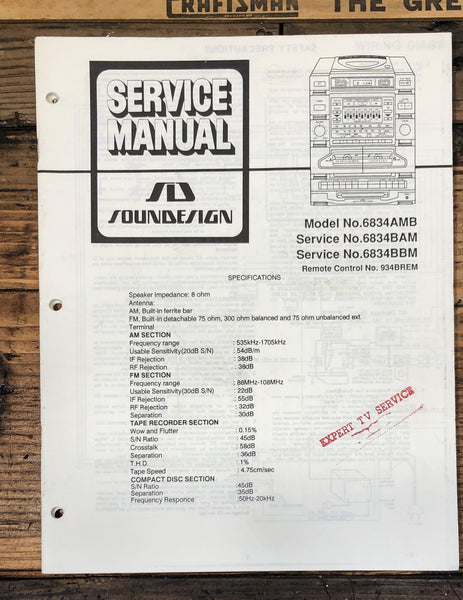 CRAFTSMAN THE GRE
SERVICE
MANUAL
SD
SOUNDESIGN
Model No.6834AMB
Service No.6834BAM
Service No.6834BBM
Remote Control No. 934BREM
SPECIFICATIONS
Speaker Impedance: 8 ohm
Antenna:
AM, Built-in ferrite bar
FM, Built-in detachable 75 ohm, 300 ohm balanced and 75 ohm unbalanced ext.
Terminal
AM SECTION
Frequency range : 535kHz-1705kHz
Usable Sensitivity(20dB S/N) : 54dB/m
IF Rejection : 38dB
RF Rejection : 38dB
FM SECTION
Frequency range : 88MHz-108MHz
Usable Sensitivity(30dB S/N) : 22dB
IF Rejection : 55dB
RF Rejection : 32dB
Separation : 30dB
TAPE RECORDER SECTION
Wow and Flutter : 0.15%
S/N Ratio : 45dB
Crosstalk : 58dB
Separation : 36dB
T.H.D. : 1%
Tape Speed : 4.75cm/sec
COMPACT DISC SECTION
S/N Ratio :45dB
Separation :35dB
Frequency Responce :50Hz-20kHz
EXPERT TV SERVICE